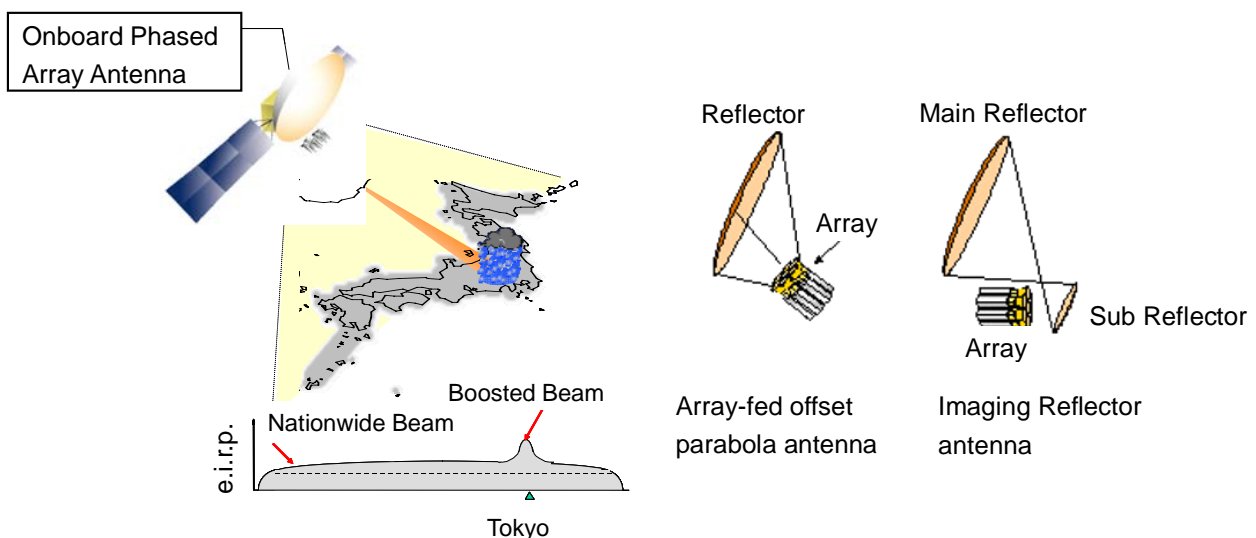 Onboard Phased
Array Antenna
Reflector
Main Reflector
Array
Sub Reflector
Array
Boosted Beam
Nationwide Beam
e.i.r.p.
Tokyo
Array-fed offset
parabola antenna
Imaging Reflector
antenna